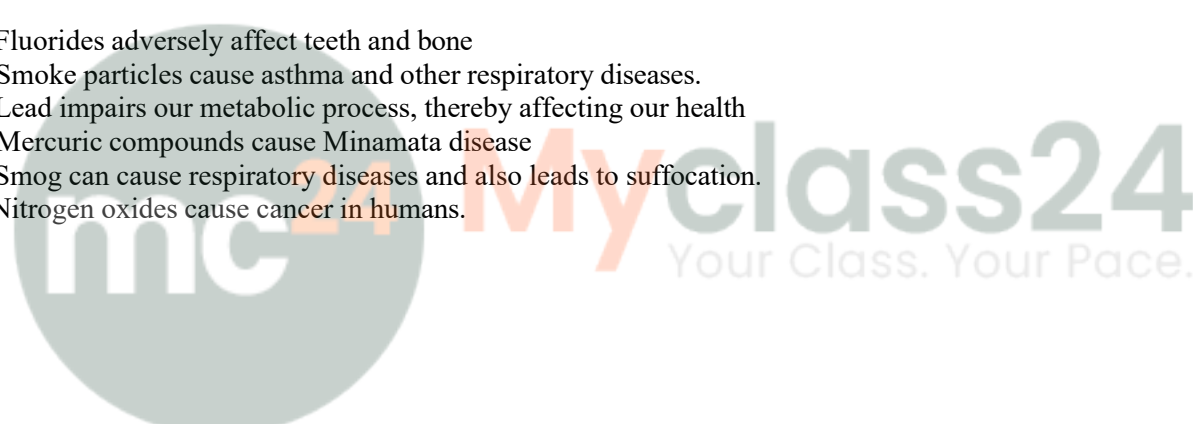 Fluorides adversely affect teeth and bone
Smoke particles cause asthma and other respiratory diseases.
Lead impairs our metabolic process, thereby affecting our health
Mercuric compounds cause Minamata disease
Smog can cause respiratory diseases and also leads to suffocation.
Nitrogen oxides cause cancer in humans.
mc24 Myclass24
Your Class. Your Pace.